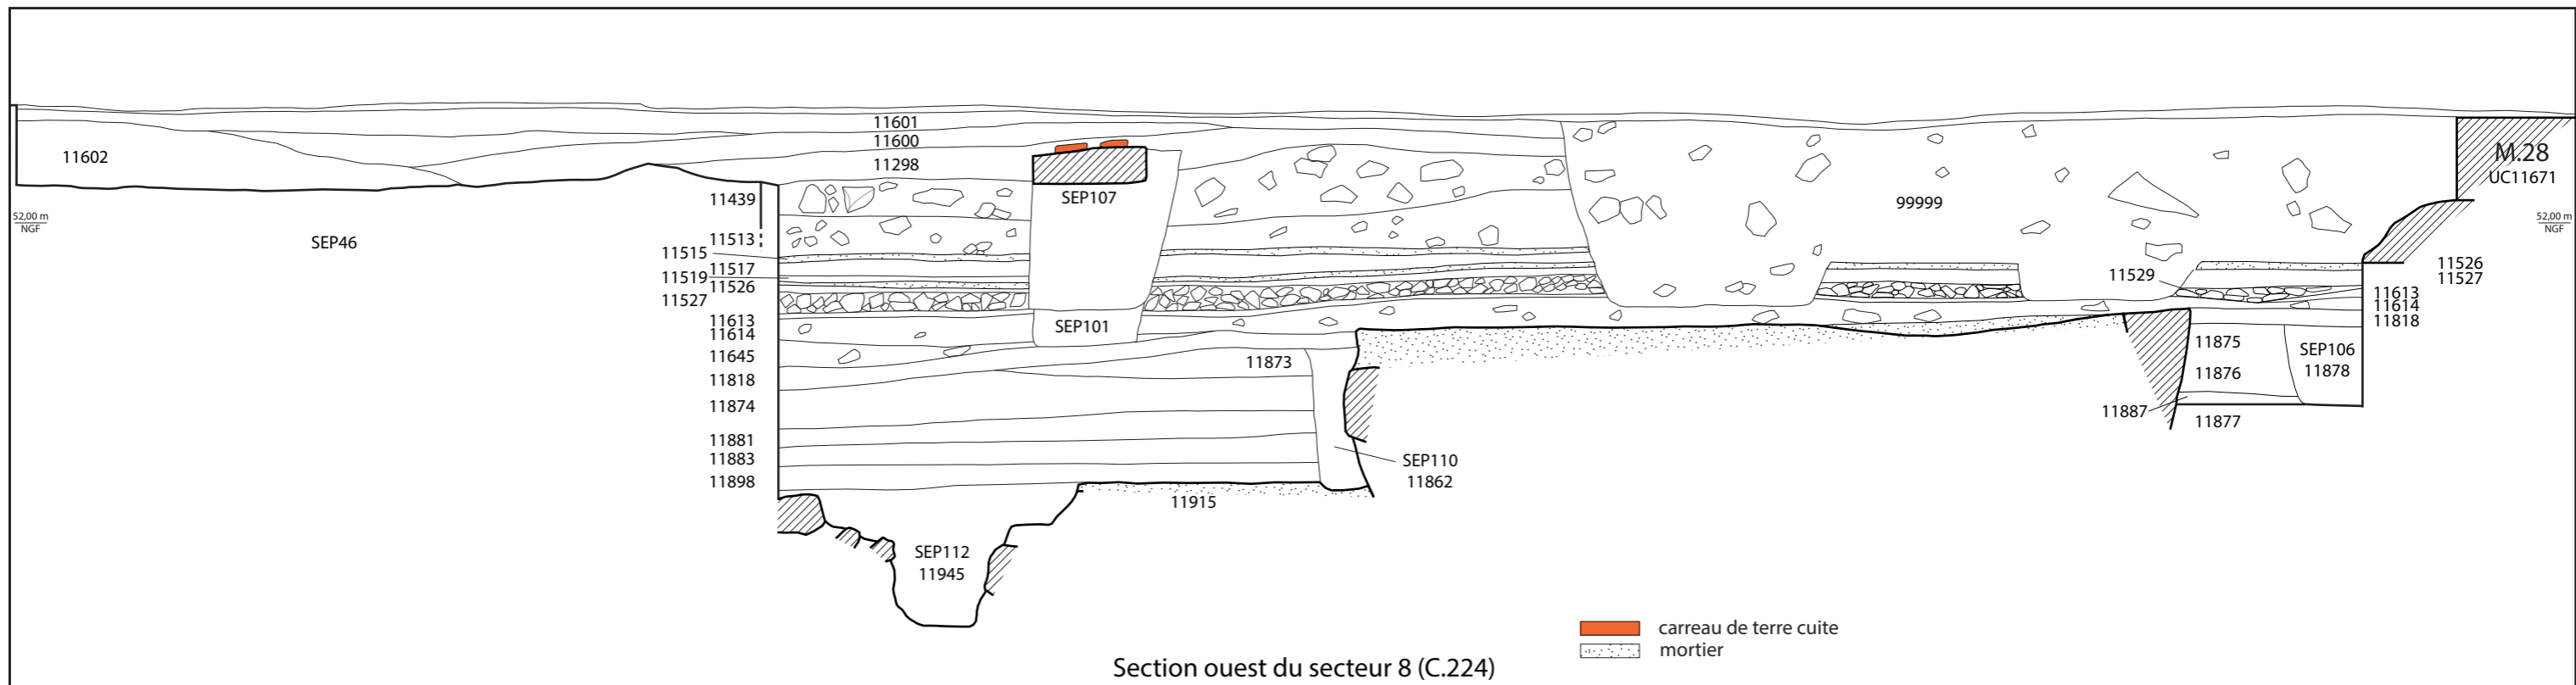 11601
11600
11602
11298
M.28
UC11671
11439
SEP107
99999
52,00 m
NGF
52,00 m
NGF
SEP46
11513
11515
11517
11519
11526
11527
11529
11526
11527
11613
11614
11818
SEP101
11613
11614
11645
11818
11874
11881
11883
11898
11873
11875
11876
11887
11877
SEP106
11878
SEP110
11862
11915
SEP112
11945
carreau de terre cuite
mortier
Section ouest du secteur 8 (C.224)